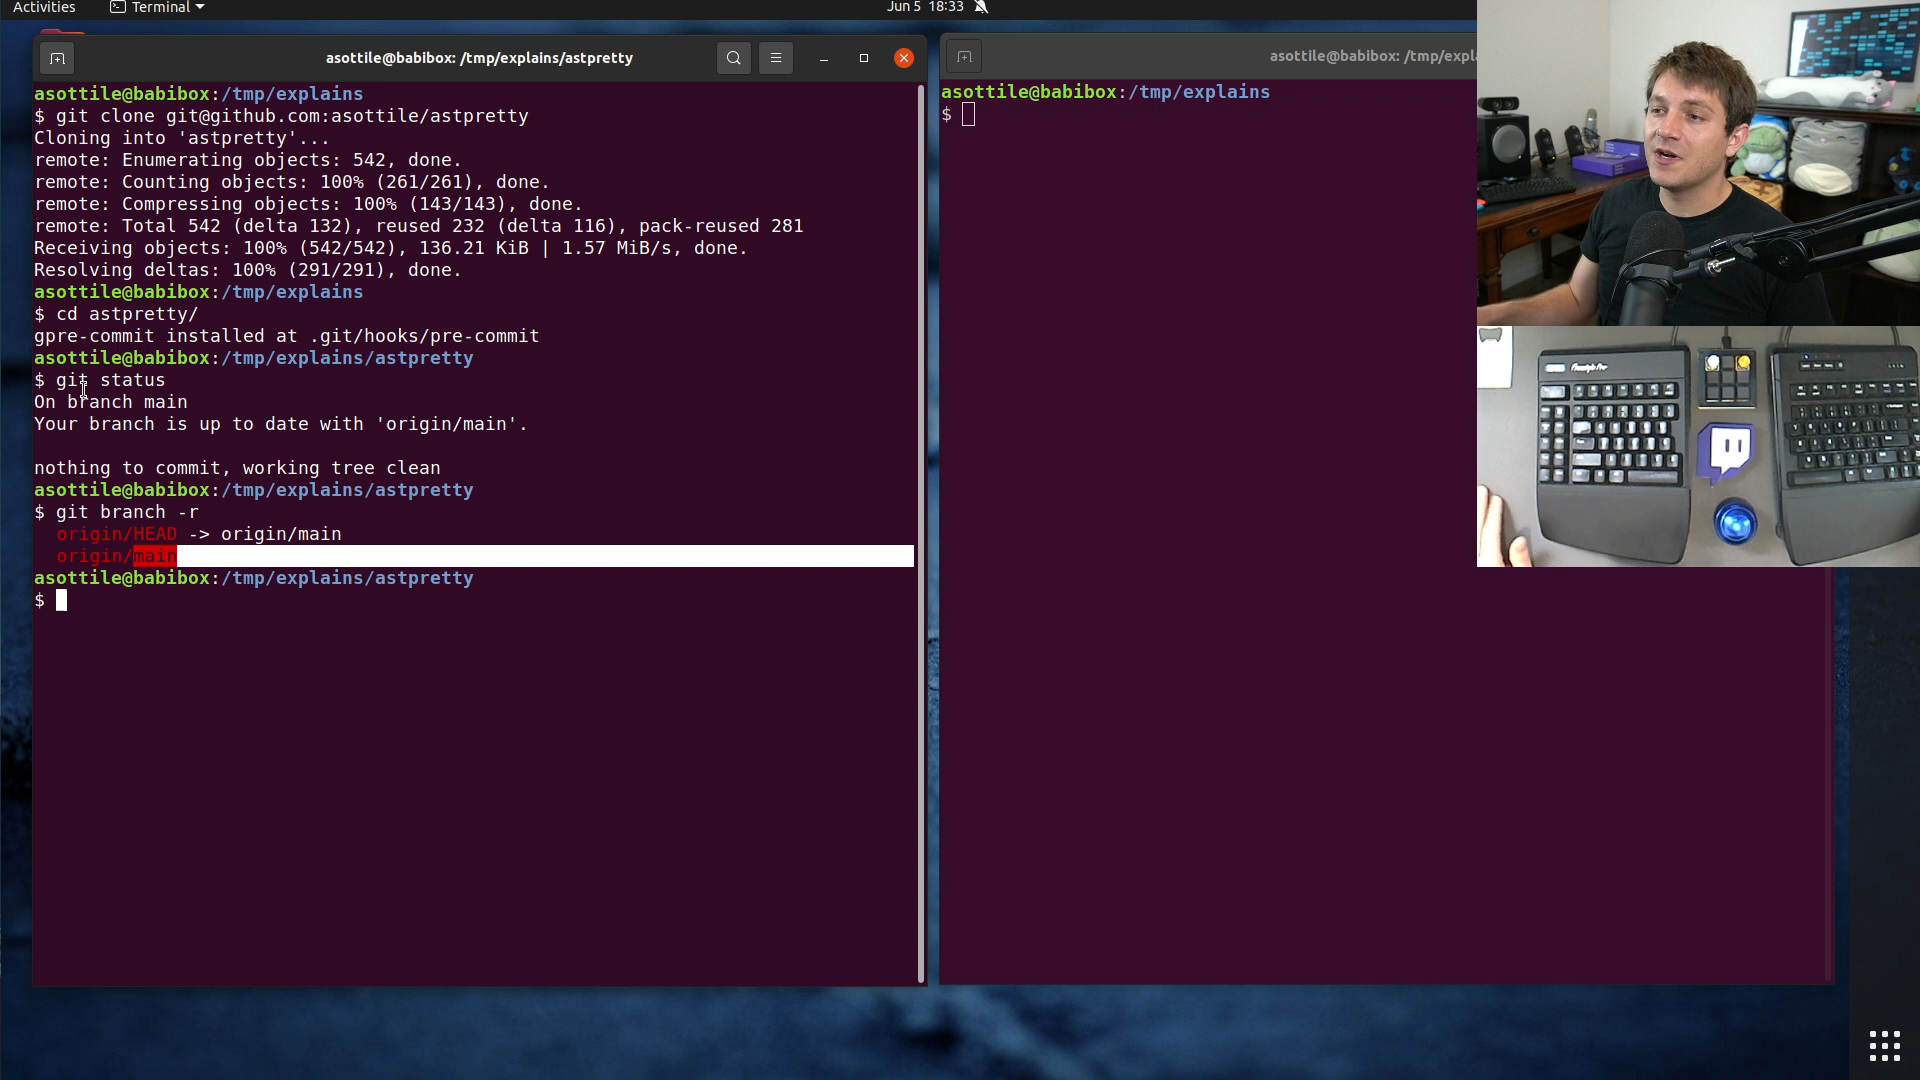 Activities
Terminal
Jun 5 18:33
asottile@babibox: /tmp/explains/astpretty
asottile@babibox:/tmp/explains
$ git clone git@github.com:asottile/astpretty
Cloning into 'astpretty'...
remote: Enumerating objects: 542, done.
remote: Counting objects: 100% (261/261), done.
remote: Compressing objects: 100% (143/143), done.
remote: Total 542 (delta 132), reused 232 (delta 116), pack-reused 281
Receiving objects: 100% (542/542), 136.21 KiB | 1.57 MiB/s, done.
Resolving deltas: 100% (291/291), done.
asottile@babibox:/tmp/explains
$ cd astpretty/
gpre-commit installed at .git/hooks/pre-commit
asottile@babibox:/tmp/explains/astpretty
$ git status
On branch main
Your branch is up to date with 'origin/main'.
nothing to commit, working tree clean
asottile@babibox:/tmp/explains/astpretty
$ git branch -r
origin/HEAD -> origin/main
origin/main
asottile@babibox:/tmp/explains/astpretty
$
asottile@babibox: /tmp/expl
asottile@babibox:/tmp/explains
$
Freestyle Pro